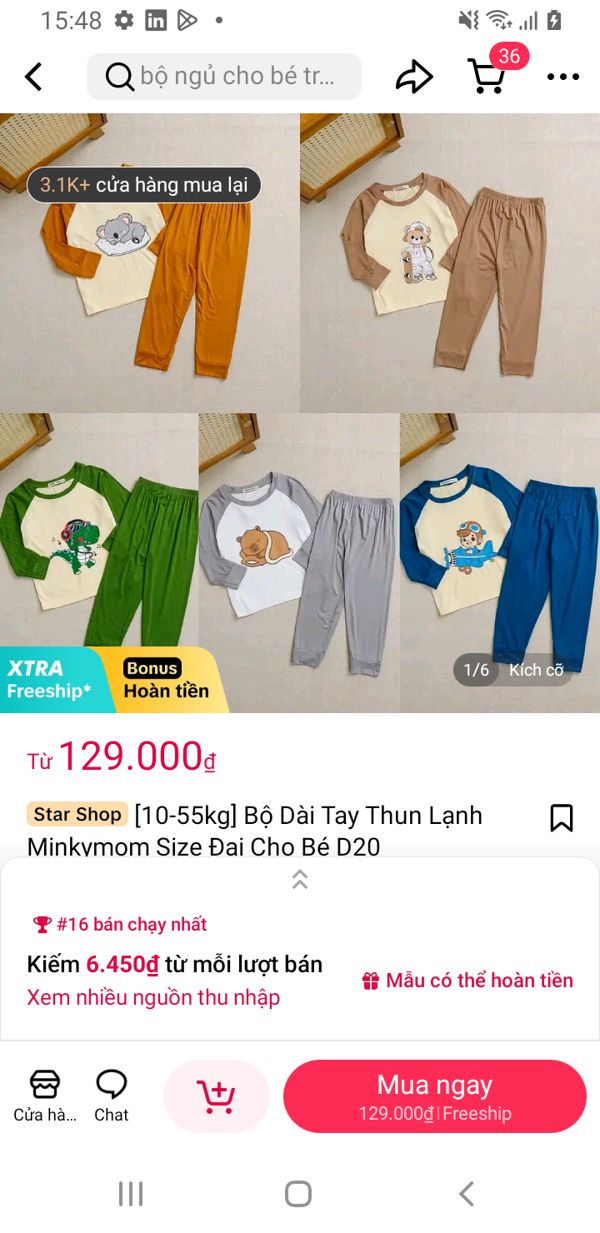 15:48
36
bộ ngủ cho bé tr...
3.1K+ cửa hàng mua lại
XTRA
Freeship*
Bonus
Hoàn tiền
1/6 Kích cỡ
Từ 129.000₫
Star Shop [10-55kg] Bộ Dài Tay Thun Lạnh
Minkymom Size Đại Cho Bé D20
#16 bán chạy nhất
Kiếm 6.450₫ từ mỗi lượt bán
Xem nhiều nguồn thu nhập
Mẫu có thể hoàn tiền
Cửa hà...
Chat
Mua ngay
129.000₫|Freeship